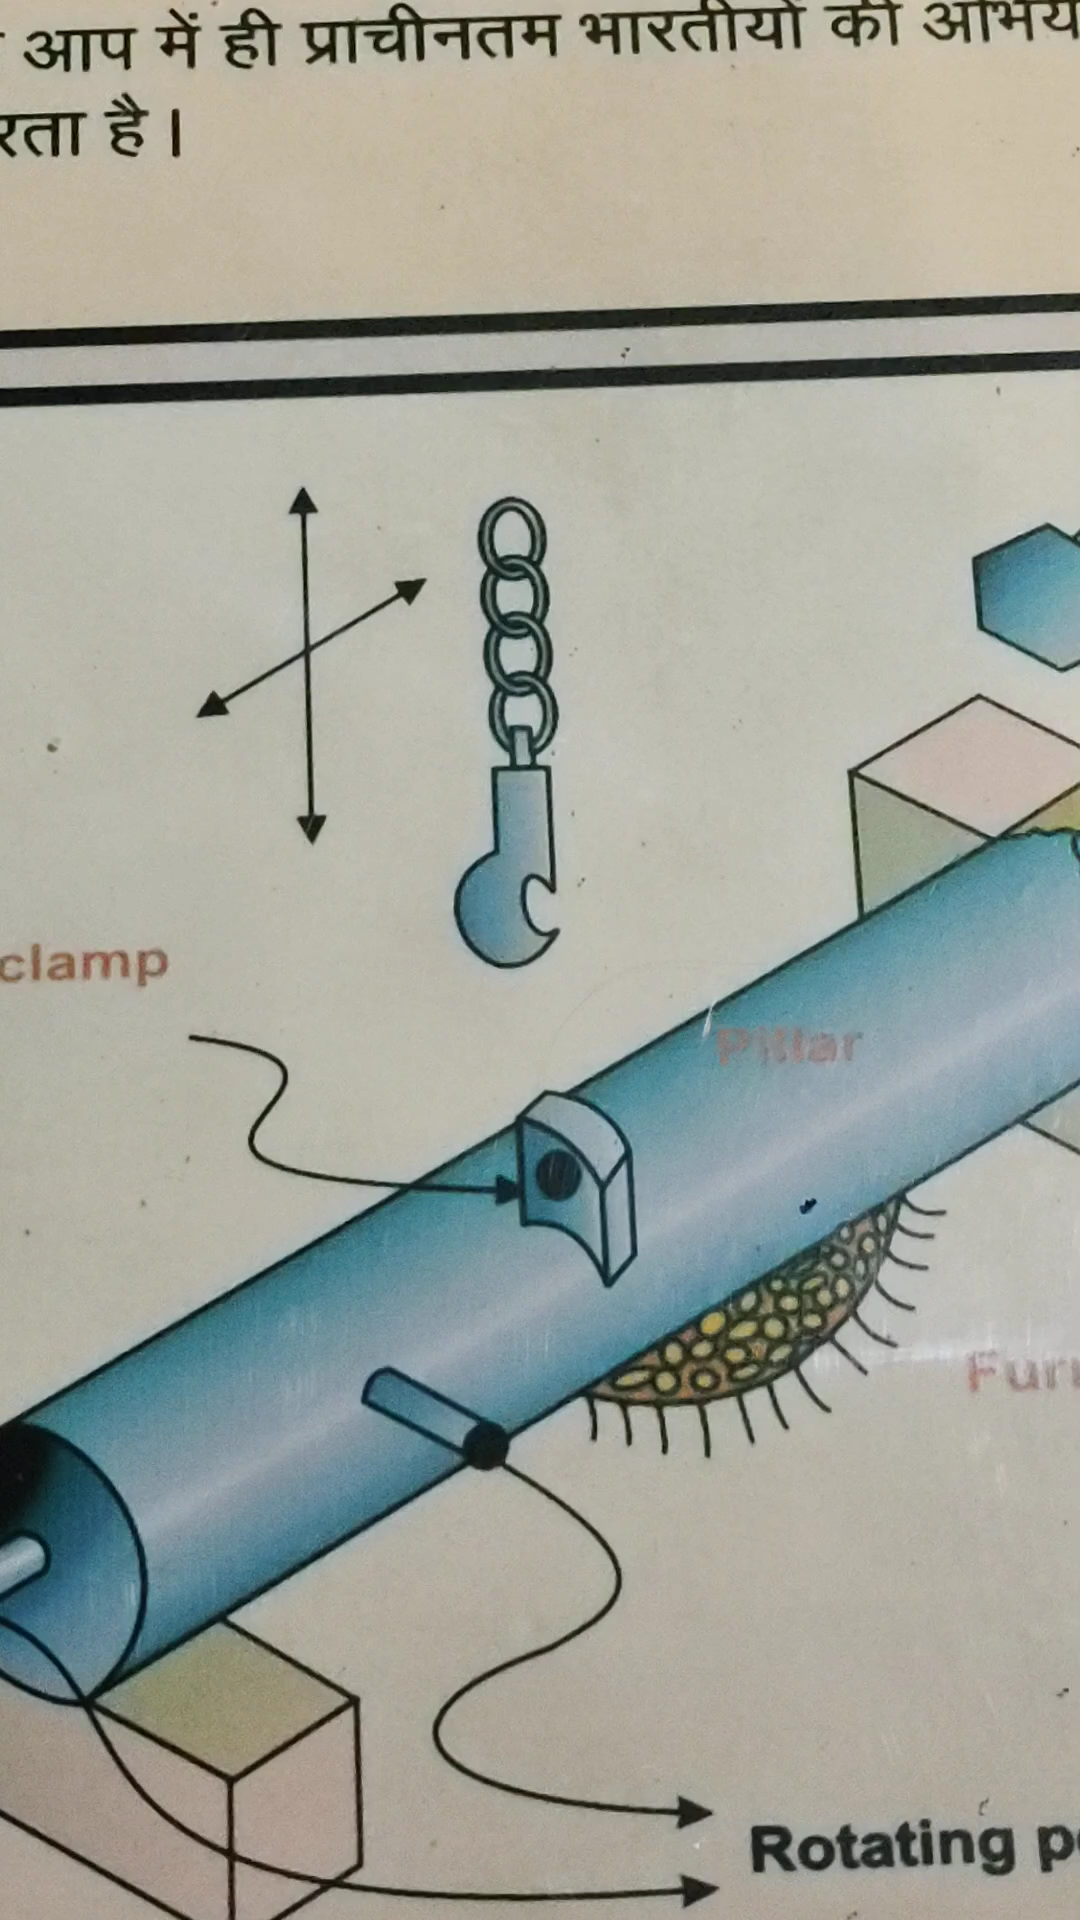 आप में ही प्राचीनतम भारतीयों की
रता है।
clamp
Pillar
Rotating